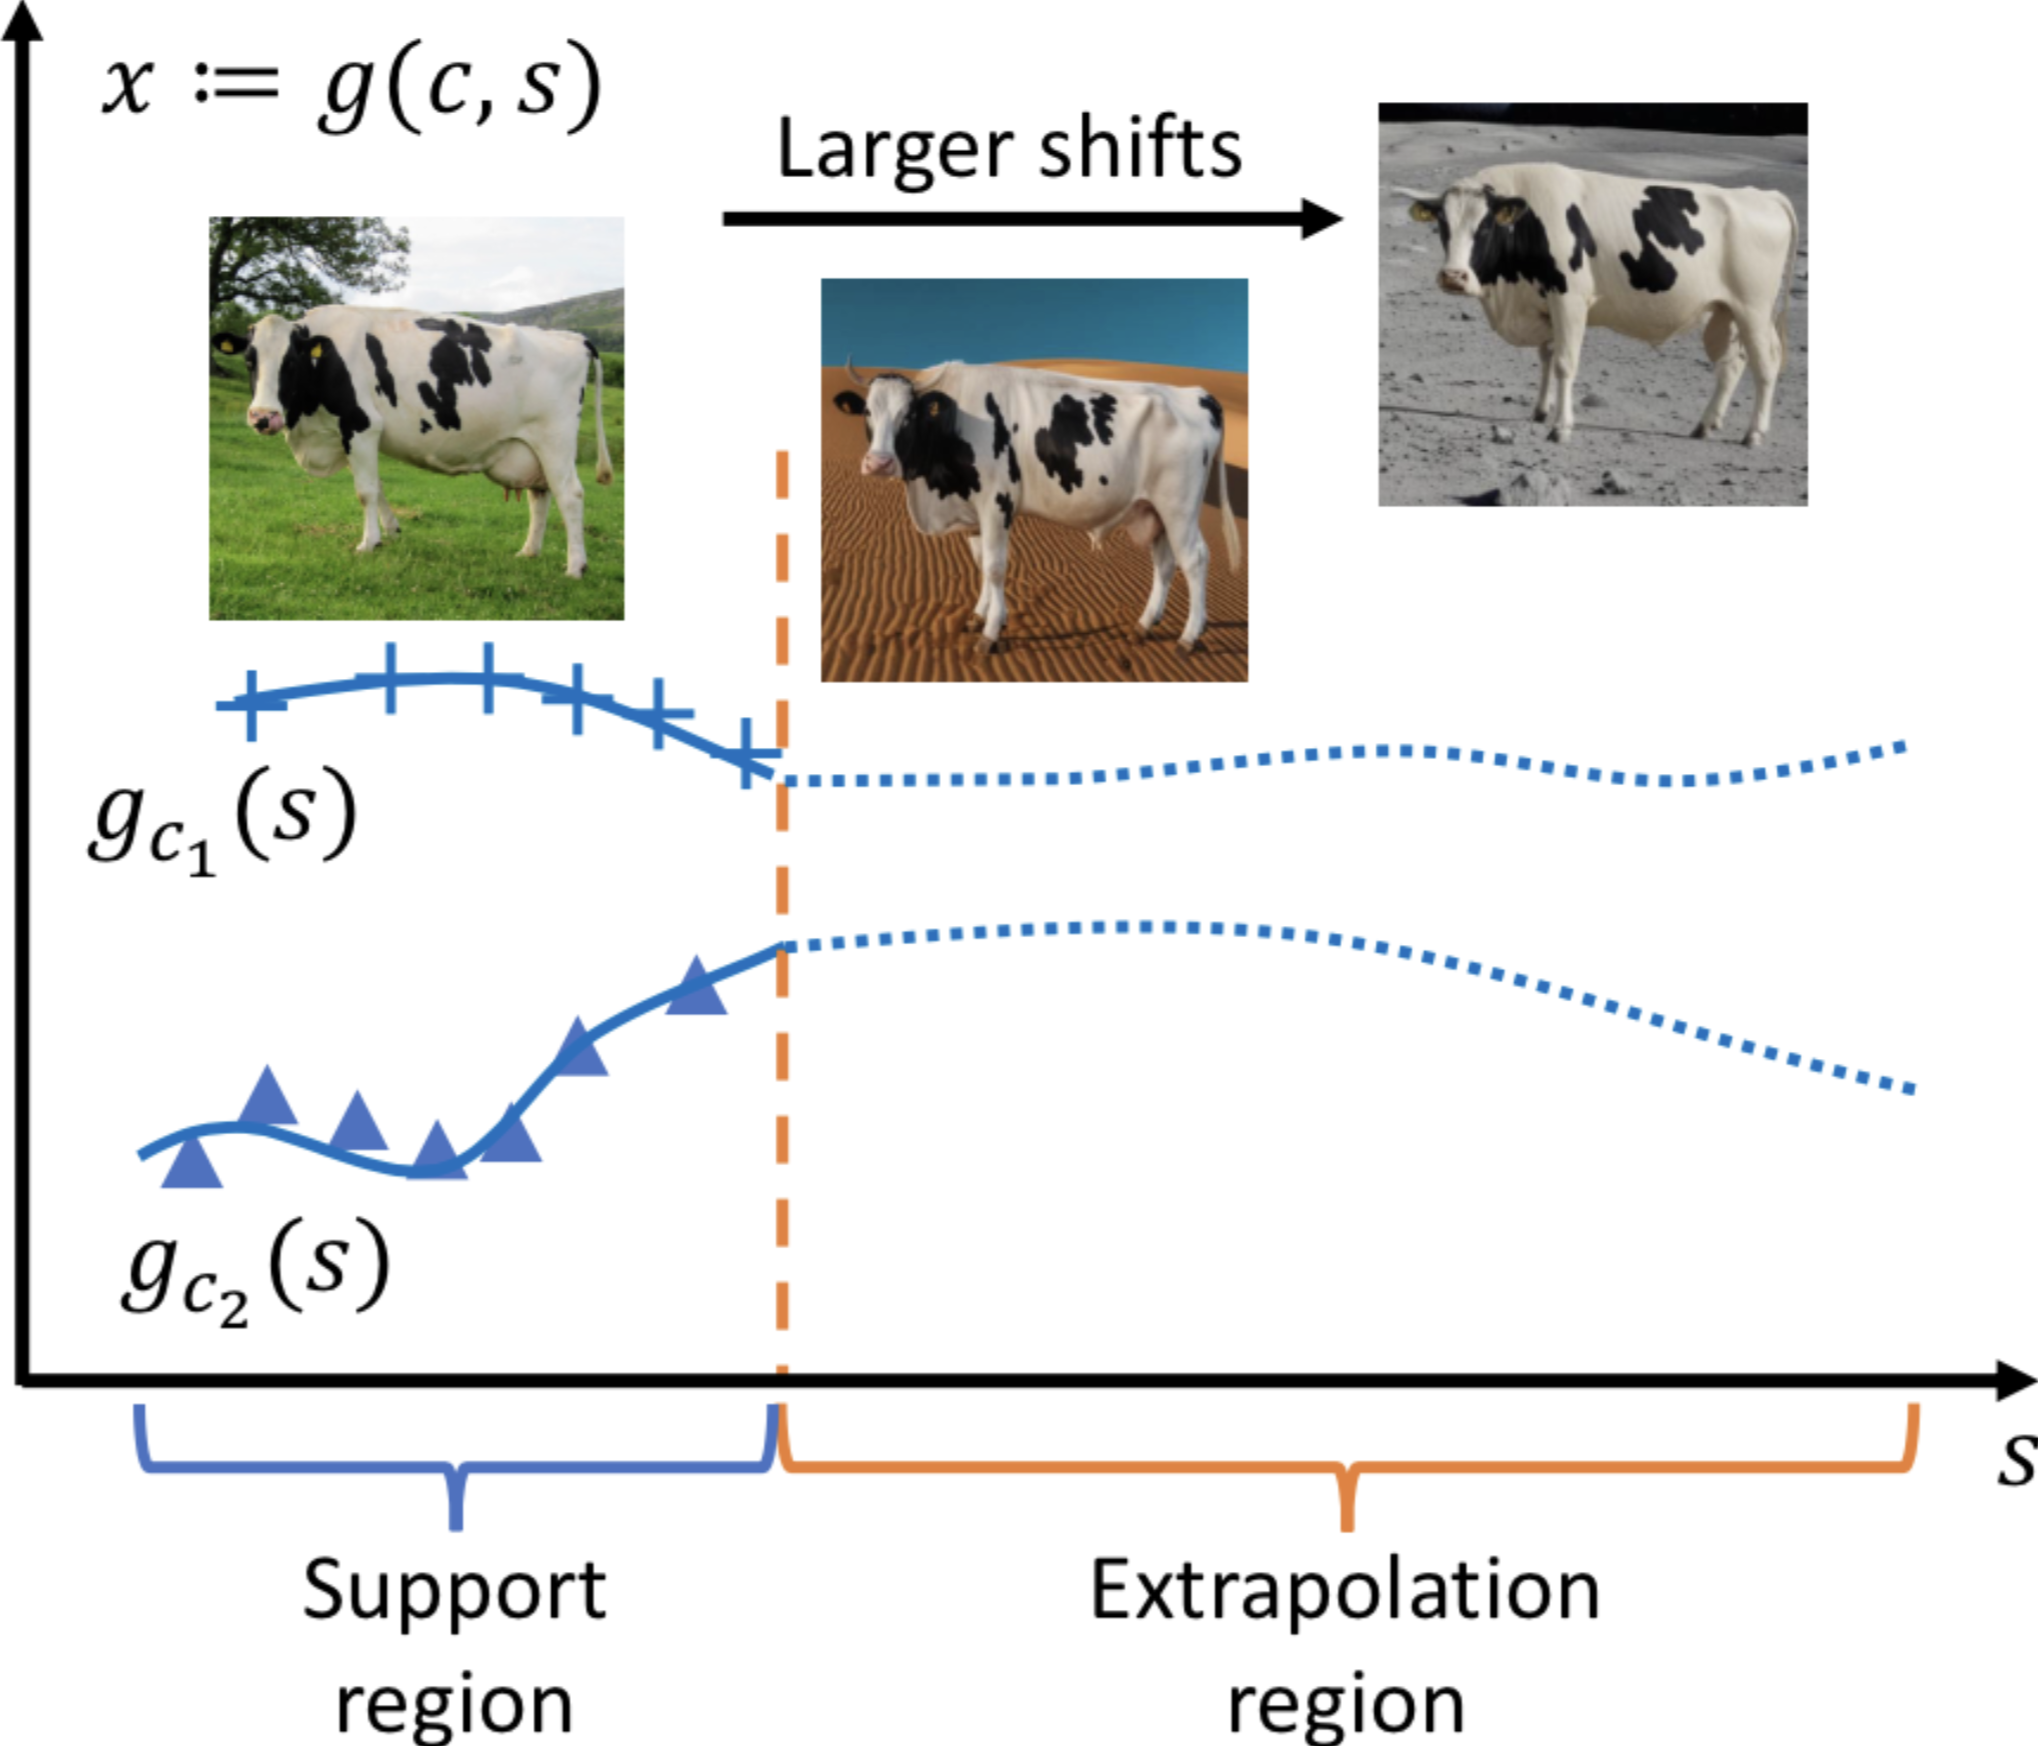 x := g(c, s)
Larger shifts
g_{c_1}(s)
g_{c_2}(s)
s
Support
region
Extrapolation
region